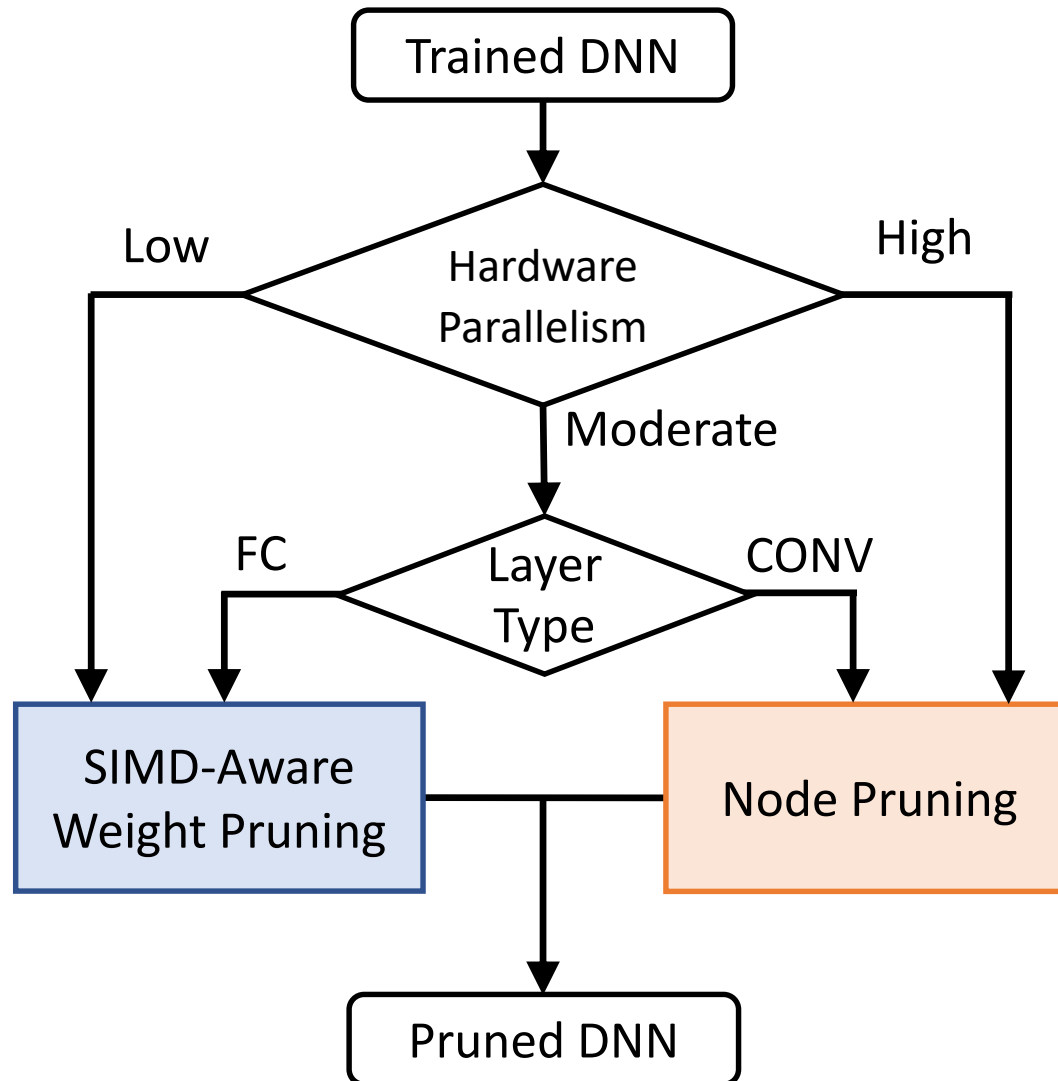 Trained DNN
Low
High
Hardware
Parallelism
Moderate
FC
CONV
Layer
Type
SIMD-Aware
Weight Pruning
Node Pruning
Pruned DNN